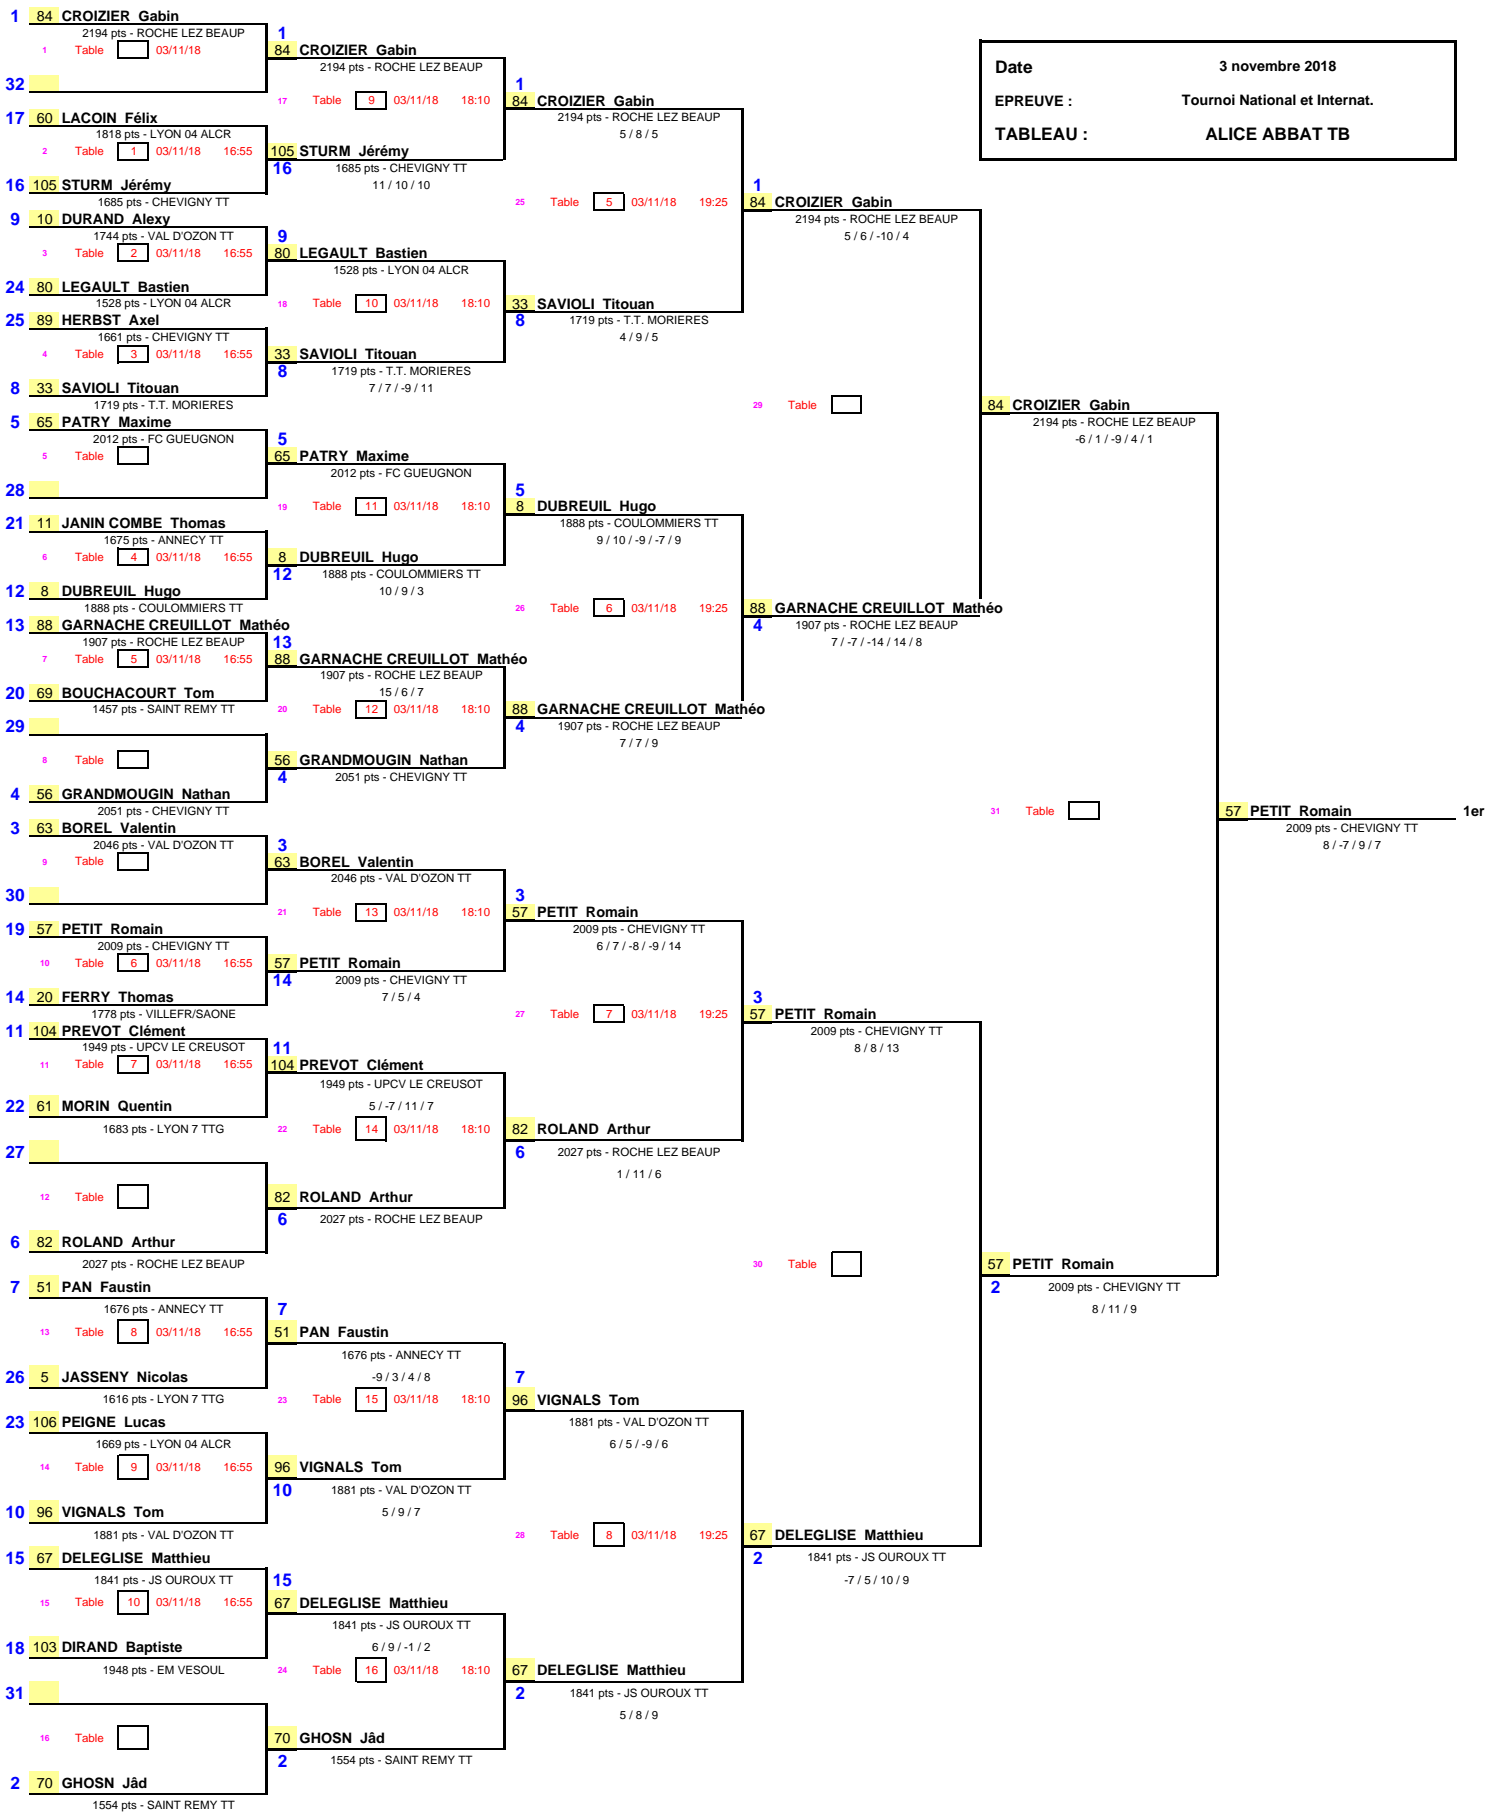 Date 3 novembre 2018
EPREUVE : Tournoi National et Internat.
TABLEAU : ALICE ABBAT TB
1 84 CROIZIER Gabin
2194 pts - ROCHE LEZ BEAUP
1 Table 03/11/18
32
17 60 LACOIN Félix
1818 pts - LYON 04 ALCR
2 Table 1 03/11/18 16:55
16 105 STURM Jérémy
1685 pts - CHEVIGNY TT
9 10 DURAND Alexy
1744 pts - VAL D'OZON TT
3 Table 2 03/11/18 16:55
24 80 LEGAULT Bastien
1528 pts - LYON 04 ALCR
25 89 HERBST Axel
1661 pts - CHEVIGNY TT
4 Table 3 03/11/18 16:55
8 33 SAVIOLI Titouan
1719 pts - T.T. MORIERES
5 65 PATRY Maxime
2012 pts - FC GUEUGNON
5 Table
28
21 11 JANIN COMBE Thomas
1675 pts - ANNECY TT
6 Table 4 03/11/18 16:55
12 8 DUBREUIL Hugo
1888 pts - COULOMMIERS TT
13 88 GARNACHE CREUILLOT Mathéo
1907 pts - ROCHE LEZ BEAUP
7 Table 5 03/11/18 16:55
20 69 BOUCHACOURT Tom
1457 pts - SAINT REMY TT
29
8 Table
4 56 GRANDMOUGIN Nathan
2051 pts - CHEVIGNY TT
3 63 BOREL Valentin
2046 pts - VAL D'OZON TT
9 Table
30
19 57 PETIT Romain
2009 pts - CHEVIGNY TT
10 Table 6 03/11/18 16:55
14 20 FERRY Thomas
1778 pts - VILLEFR/SAONE
11 104 PREVOT Clément
1949 pts - UPCV LE CREUSOT
11 Table 7 03/11/18 16:55
22 61 MORIN Quentin
1683 pts - LYON 7 TTG
27
12 Table
6 82 ROLAND Arthur
2027 pts - ROCHE LEZ BEAUP
7 51 PAN Faustin
1676 pts - ANNECY TT
13 Table 8 03/11/18 16:55
26 5 JASSENY Nicolas
1616 pts - LYON 7 TTG
23 106 PEIGNE Lucas
1669 pts - LYON 04 ALCR
14 Table 9 03/11/18 16:55
10 96 VIGNALS Tom
1881 pts - VAL D'OZON TT
15 67 DELEGLISE Matthieu
1841 pts - JS OUROUX TT
15 Table 10 03/11/18 16:55
18 103 DIRAND Baptiste
1948 pts - EM VESOUL
31
16 Table
2 70 GHOSN Jâd
1554 pts - SAINT REMY TT
1
84 CROIZIER Gabin
2194 pts - ROCHE LEZ BEAUP
17 Table 9 03/11/18 18:10
105 STURM Jérémy
16 1685 pts - CHEVIGNY TT
11 / 10 / 10
9
80 LEGAULT Bastien
1528 pts - LYON 04 ALCR
18 Table 10 03/11/18 18:10
33 SAVIOLI Titouan
8 1719 pts - T.T. MORIERES
7 / 7 / -9 / 11
5
65 PATRY Maxime
2012 pts - FC GUEUGNON
19 Table 11 03/11/18 18:10
8 DUBREUIL Hugo
12 1888 pts - COULOMMIERS TT
10 / 9 / 3
13
88 GARNACHE CREUILLOT Mathéo
1907 pts - ROCHE LEZ BEAUP
15 / 6 / 7
20 Table 12 03/11/18 18:10
56 GRANDMOUGIN Nathan
4 2051 pts - CHEVIGNY TT
3
63 BOREL Valentin
2046 pts - VAL D'OZON TT
21 Table 13 03/11/18 18:10
57 PETIT Romain
14 2009 pts - CHEVIGNY TT
7 / 5 / 4
11
104 PREVOT Clément
1949 pts - UPCV LE CREUSOT
5 / -7 / 11 / 7
22 Table 14 03/11/18 18:10
82 ROLAND Arthur
6 2027 pts - ROCHE LEZ BEAUP
7
51 PAN Faustin
1676 pts - ANNECY TT
-9 / 3 / 4 / 8
23 Table 15 03/11/18 18:10
96 VIGNALS Tom
10 1881 pts - VAL D'OZON TT
5 / 9 / 7
15
67 DELEGLISE Matthieu
1841 pts - JS OUROUX TT
6 / 9 / -1 / 2
24 Table 16 03/11/18 18:10
70 GHOSN Jâd
2 1554 pts - SAINT REMY TT
1
84 CROIZIER Gabin
2194 pts - ROCHE LEZ BEAUP
5 / 8 / 5
25 Table 5 03/11/18 19:25
33 SAVIOLI Titouan
8 1719 pts - T.T. MORIERES
4 / 9 / 5
5
8 DUBREUIL Hugo
1888 pts - COULOMMIERS TT
9 / 10 / -9 / -7 / 9
26 Table 6 03/11/18 19:25
88 GARNACHE CREUILLOT Mathéo
4 1907 pts - ROCHE LEZ BEAUP
7 / 7 / 9
3
57 PETIT Romain
2009 pts - CHEVIGNY TT
6 / 7 / -8 / -9 / 14
27 Table 7 03/11/18 19:25
82 ROLAND Arthur
6 2027 pts - ROCHE LEZ BEAUP
1 / 11 / 6
7
96 VIGNALS Tom
1881 pts - VAL D'OZON TT
6 / 5 / -9 / 6
28 Table 8 03/11/18 19:25
67 DELEGLISE Matthieu
2 1841 pts - JS OUROUX TT
5 / 8 / 9
1
84 CROIZIER Gabin
2194 pts - ROCHE LEZ BEAUP
5 / 6 / -10 / 4
29 Table
88 GARNACHE CREUILLOT Mathéo
4 1907 pts - ROCHE LEZ BEAUP
7 / -7 / -14 / 14 / 8
3
57 PETIT Romain
2009 pts - CHEVIGNY TT
8 / 8 / 13
30 Table
67 DELEGLISE Matthieu
2 1841 pts - JS OUROUX TT
-7 / 5 / 10 / 9
84 CROIZIER Gabin
2194 pts - ROCHE LEZ BEAUP
-6 / 1 / -9 / 4 / 1
31 Table
57 PETIT Romain
2 2009 pts - CHEVIGNY TT
8 / 11 / 9
57 PETIT Romain 1er
2009 pts - CHEVIGNY TT
8 / -7 / 9 / 7